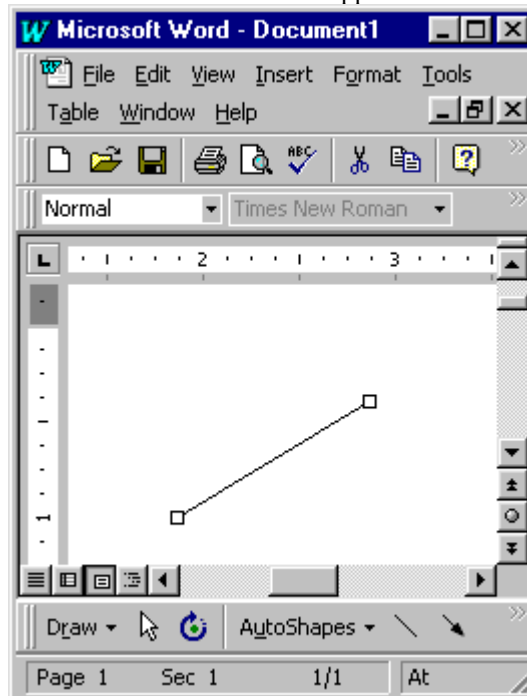 Microsoft Word - Document1
File Edit View Insert Format Tools
Table Window Help
ABC
Normal Times New Roman
2 3
1
Draw AutoShapes
Page 1 Sec 1 1/1 At